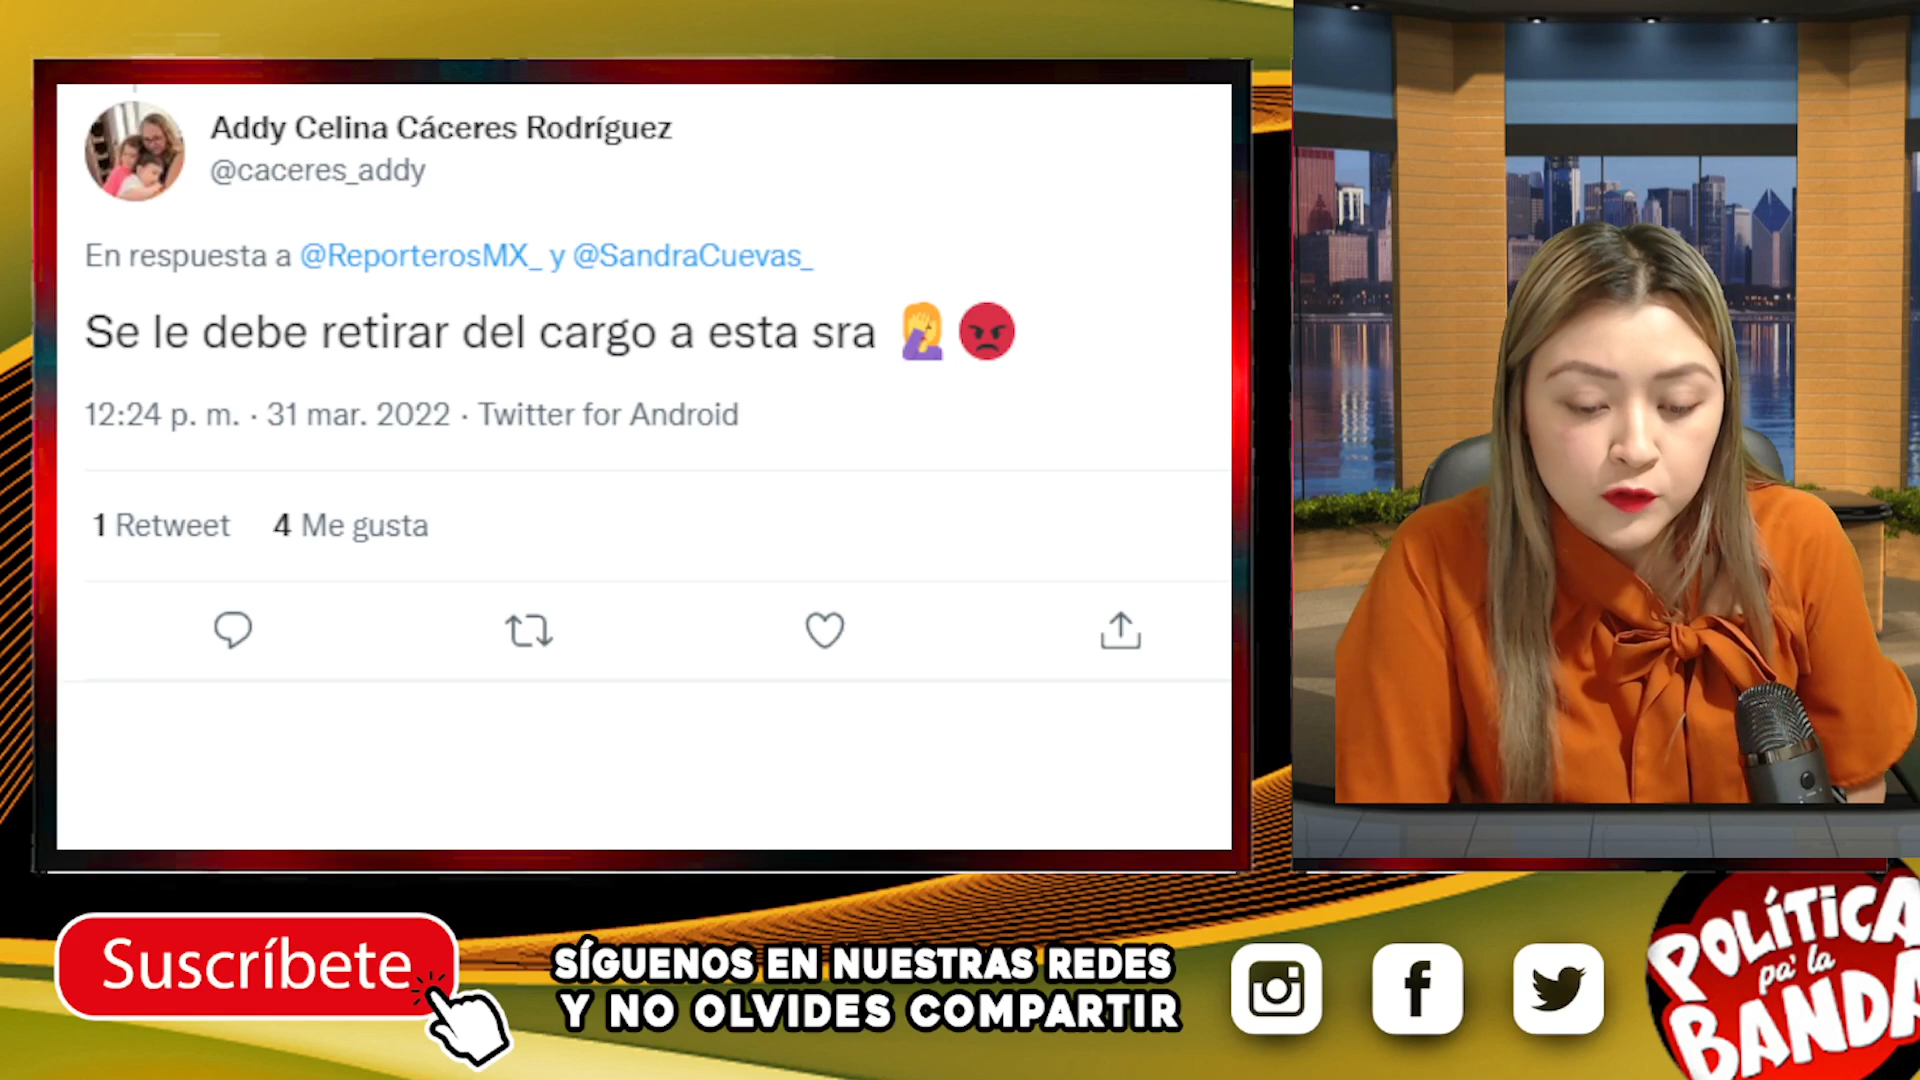 Addy Celina Cáceres Rodríguez
@caceres_addy
En respuesta a @ReporterosMX_ y @SandraCuevas_
Se le debe retirar del cargo a esta sra 🤦😡
12:24 p. m. · 31 mar. 2022 · Twitter for Android
1 Retweet 4 Me gusta
Suscríbete
SÍGUENOS EN NUESTRAS REDES
Y NO OLVIDES COMPARTIR
POLÍTICA
pa' la
BANDA